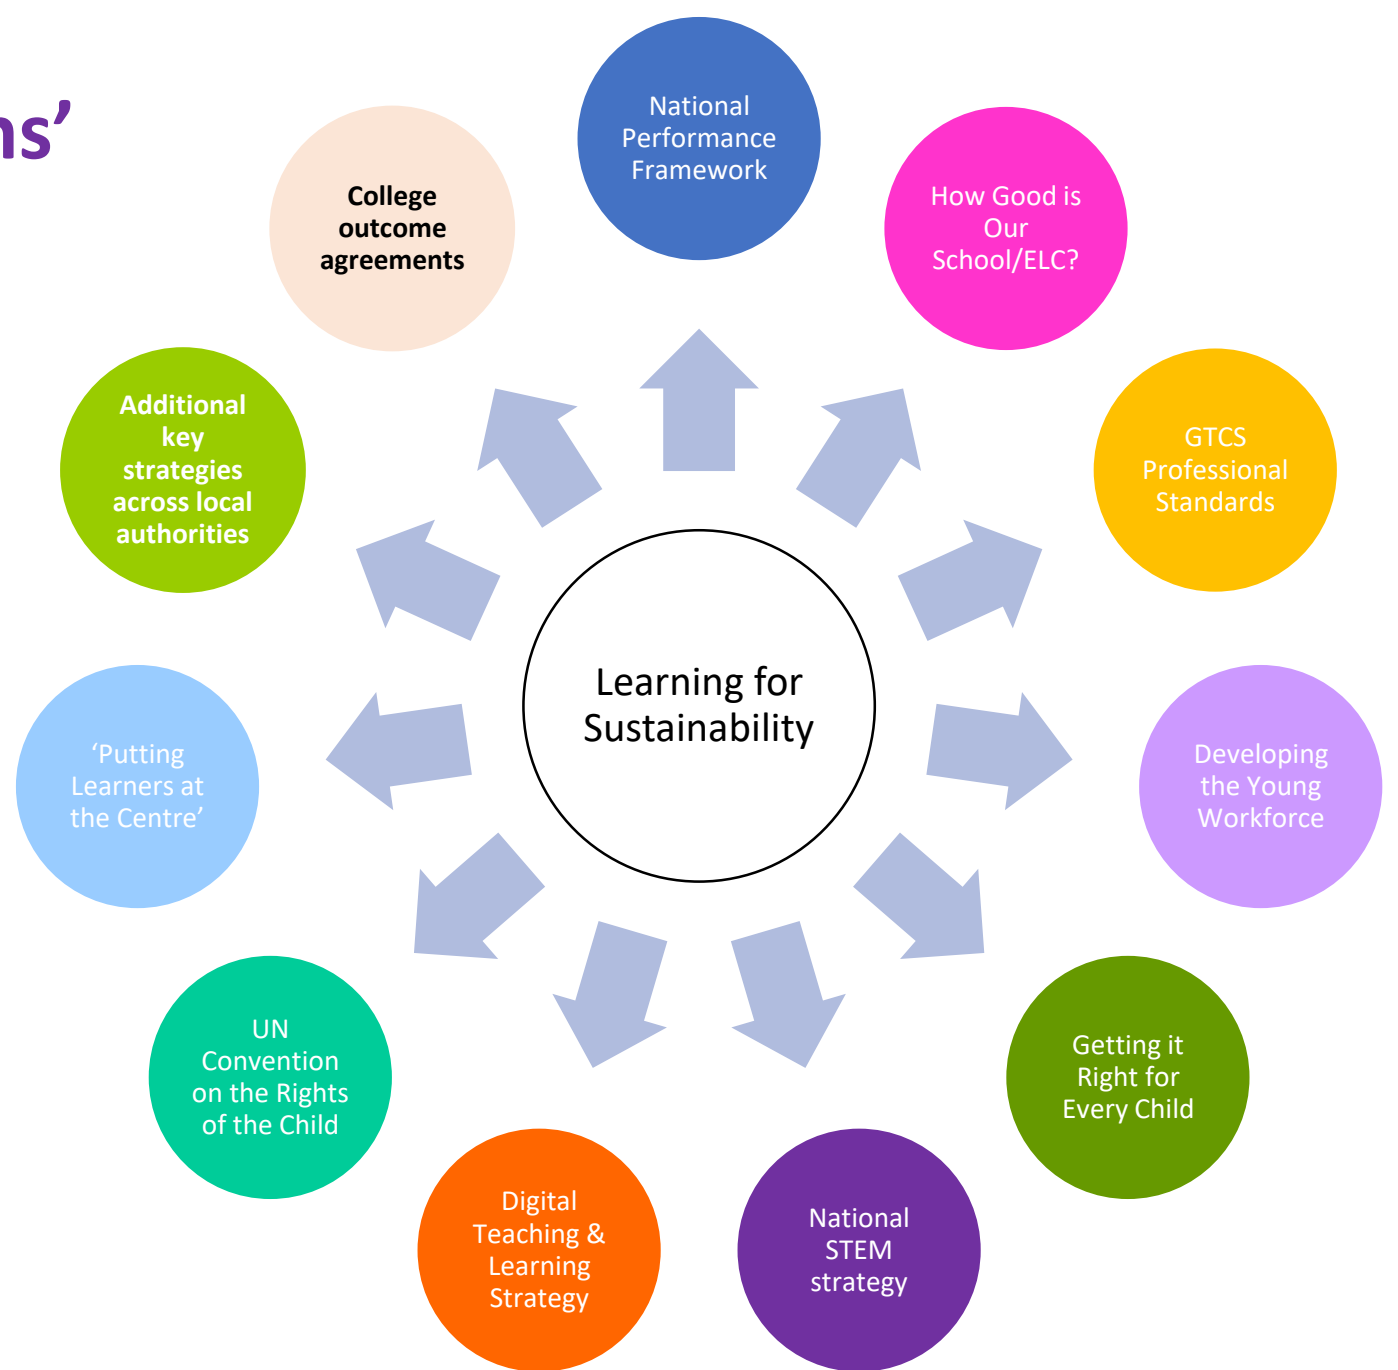 ns’
National
Performance
Framework
How Good is
Our
School/ELC?
GTCS
Professional
Standards
Developing
the Young
Workforce
Getting it
Right for
Every Child
National
STEM
strategy
Digital
Teaching &
Learning
Strategy
UN
Convention
on the Rights
of the Child
‘Putting
Learners at
the Centre’
Additional
key
strategies
across local
authorities
College
outcome
agreements
Learning for
Sustainability